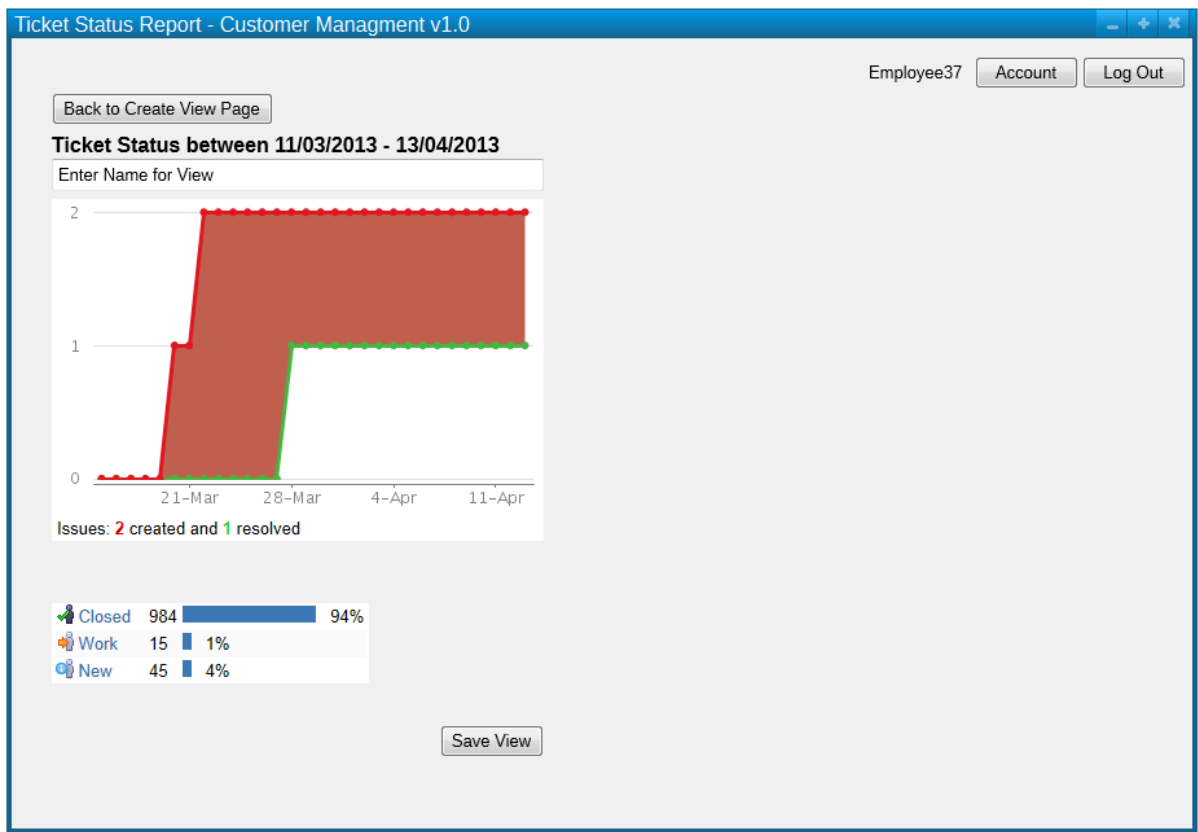 Ticket Status Report - Customer Managment v1.0
Employee37 Account Log Out
Back to Create View Page
Ticket Status between 11/03/2013 - 13/04/2013
Enter Name for View
2
1
0
21-Mar 28-Mar 4-Apr 11-Apr
Issues: 2 created and 1 resolved
Closed 984 94%
Work 15 1%
New 45 4%
Save View